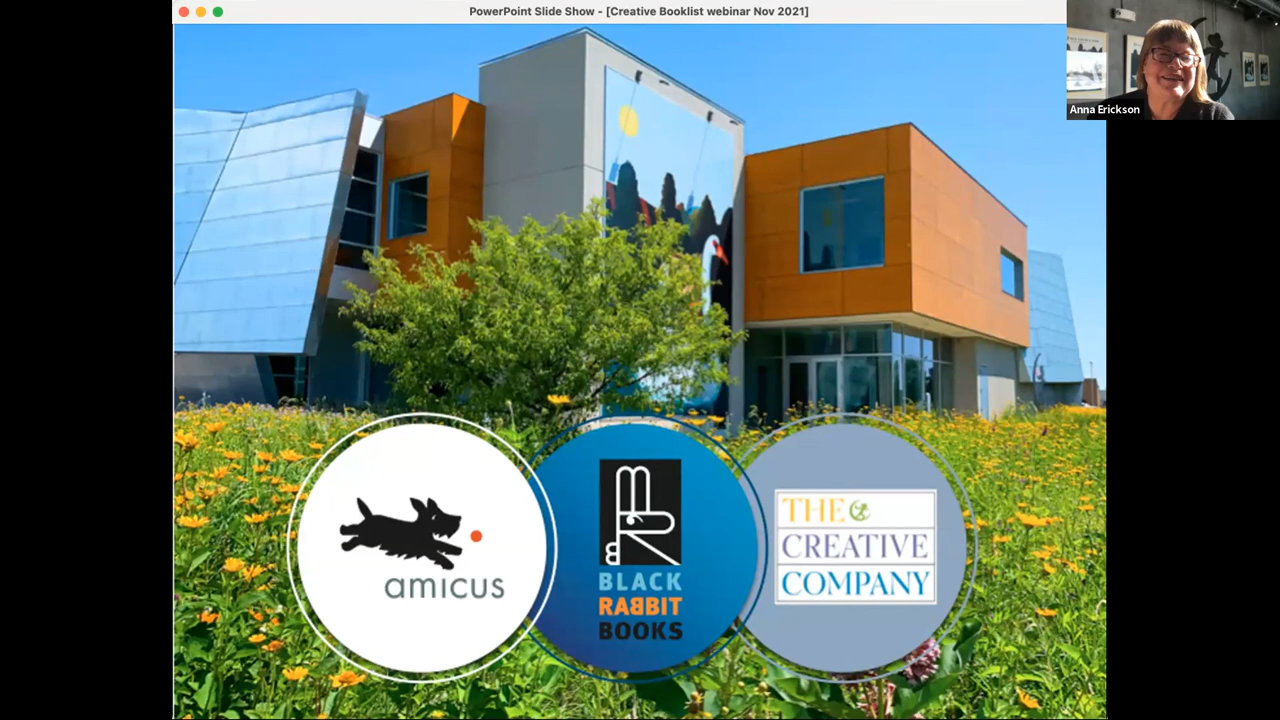 PowerPoint Slide Show - [Creative Booklist webinar Nov 2021]
Anna Erickson
amicus
BLACK
RABBIT
BOOKS
THE
CREATIVE
COMPANY